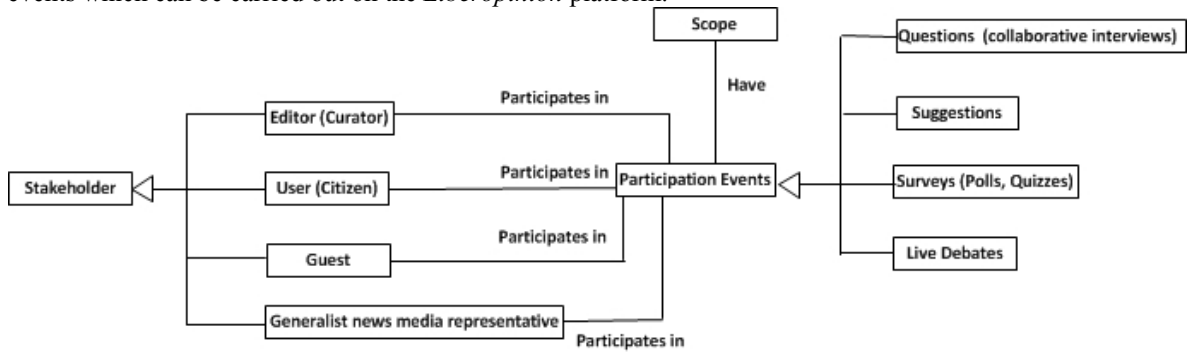 events which can be carried out on the Liberopinion platform.
Scope
Questions (collaborative interviews)
Have
Participates in
Editor (Curator)
Suggestions
Participates in
Stakeholder
User (Citizen)
Participation Events
Surveys (Polls, Quizzes)
Participates in
Guest
Live Debates
Generalist news media representative
Participates in